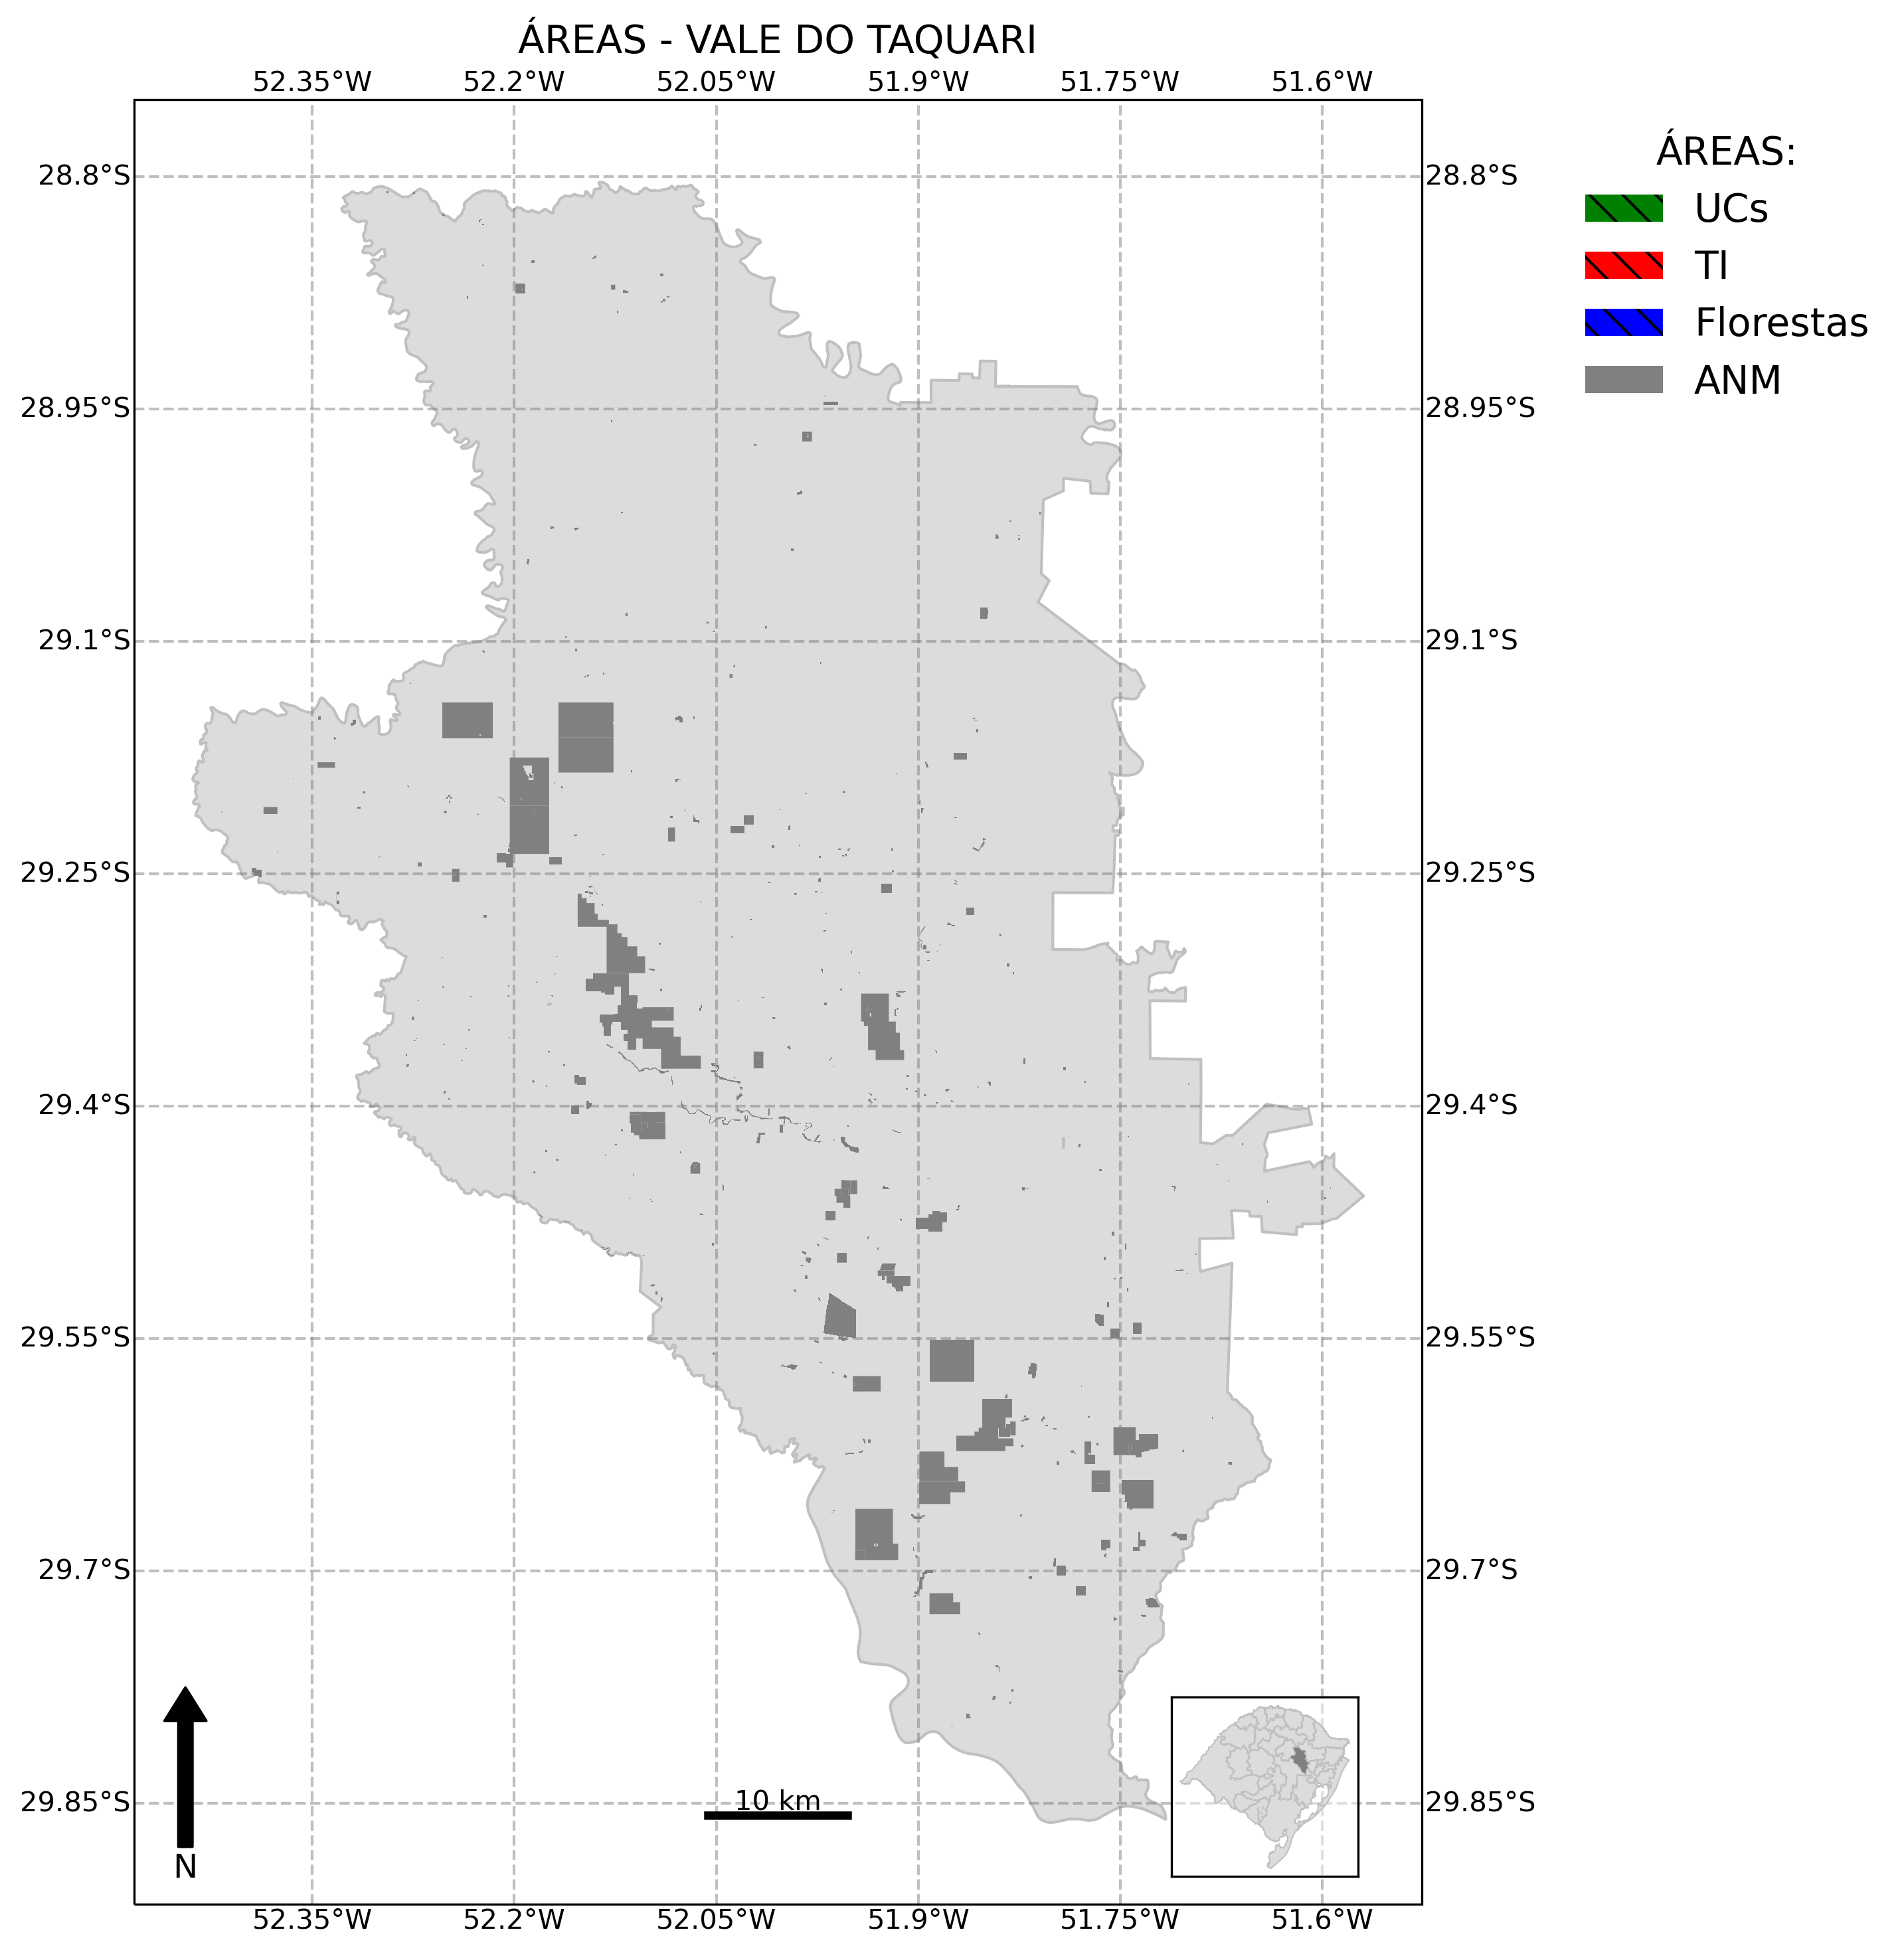 ÁREAS - VALE DO TAQUARI
52.35°W 52.2°W 52.05°W 51.9°W 51.75°W 51.6°W
ÁREAS:
UCs
TI
Florestas
ANM
28.8°S 28.8°S
28.95°S 28.95°S
29.1°S 29.1°S
29.25°S 29.25°S
29.4°S 29.4°S
29.55°S 29.55°S
29.7°S 29.7°S
29.85°S 29.85°S
10 km
N
52.35°W 52.2°W 52.05°W 51.9°W 51.75°W 51.6°W